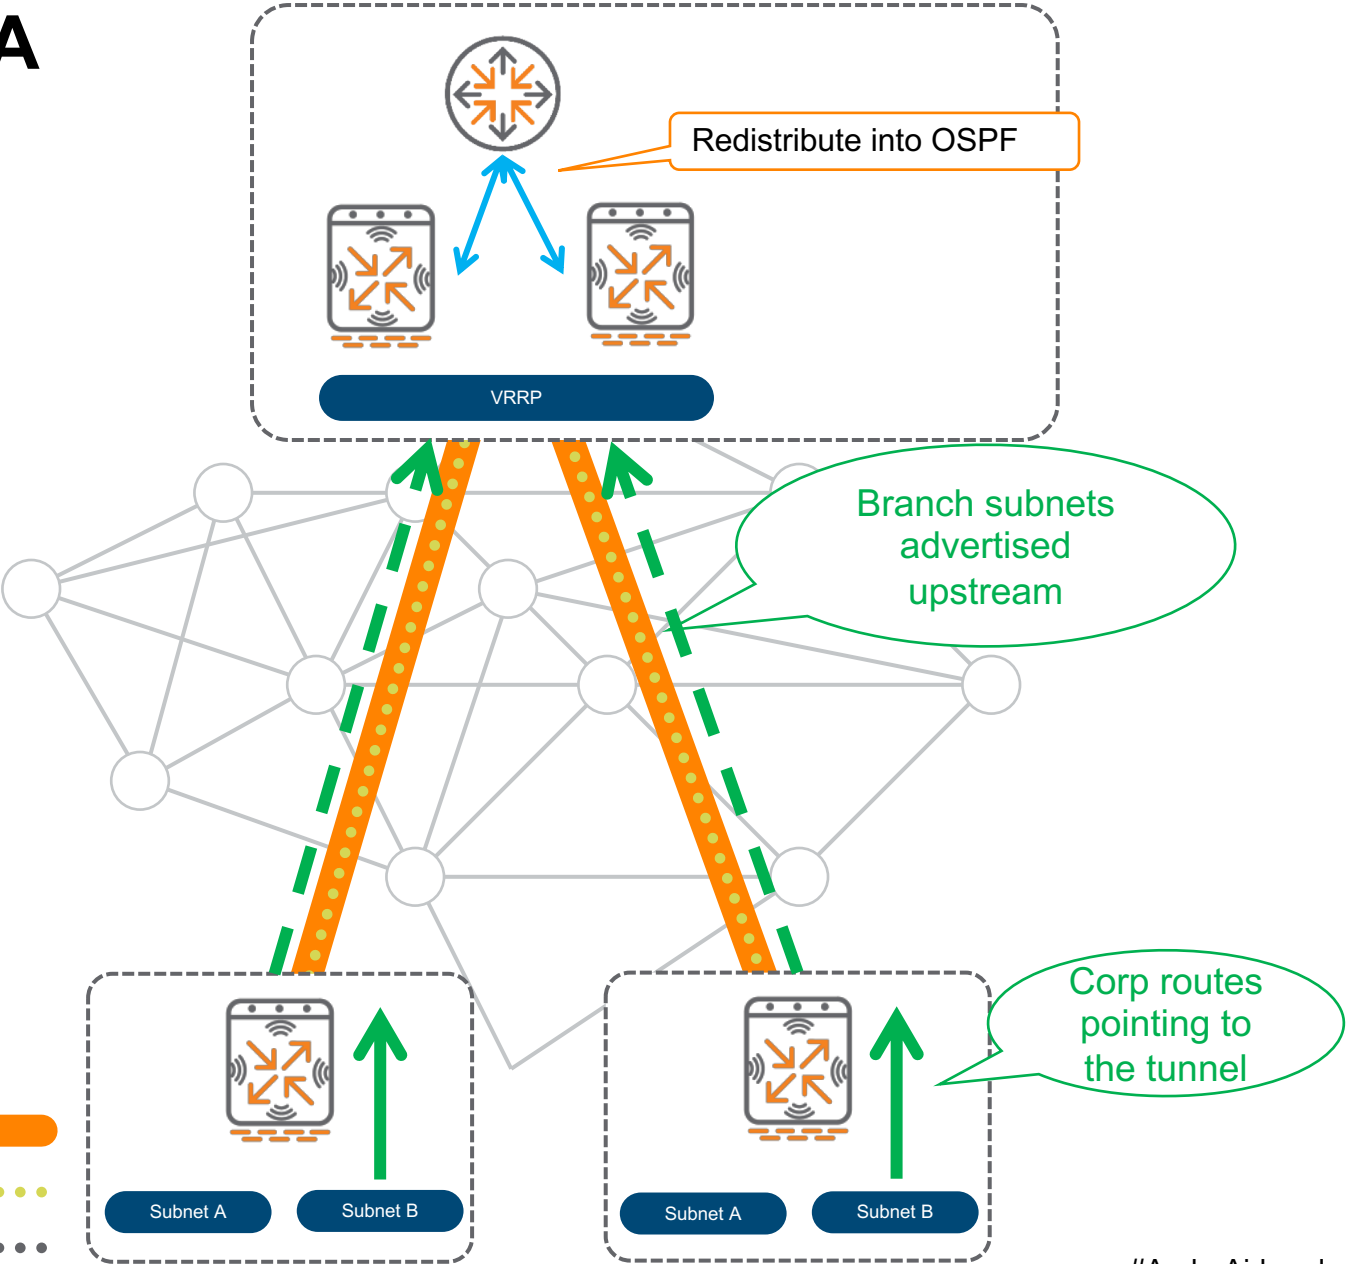 A
Redistribute into OSPF
VRRP
Branch subnets
advertised
upstream
Corp routes
pointing to
the tunnel
Subnet A
Subnet B
Subnet A
Subnet B